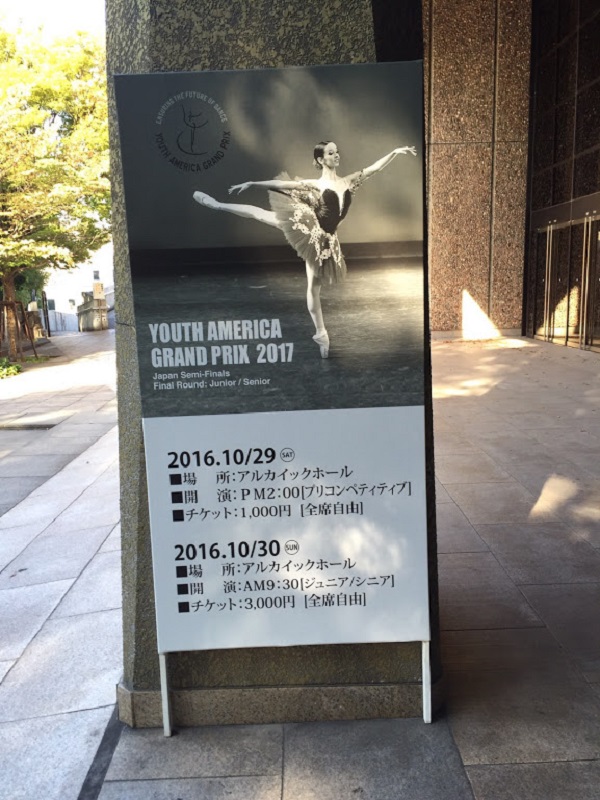 ENSURING THE FUTURE OF DANCE
YOUTH AMERICA GRAND PRIX
YOUTH AMERICA
GRAND PRIX 2017
Japan Semi-Finals
Final Round: Junior / Senior
2016.10/29 SAT
■場 所:アルカイックホール
■開 演:PM2:00[プリコンペティティブ]
■チケット:1,000円 [全席自由]
2016.10/30 SUN
■場 所:アルカイックホール
■開 演:AM9:30[ジュニア/シニア]
■チケット:3,000円 [全席自由]